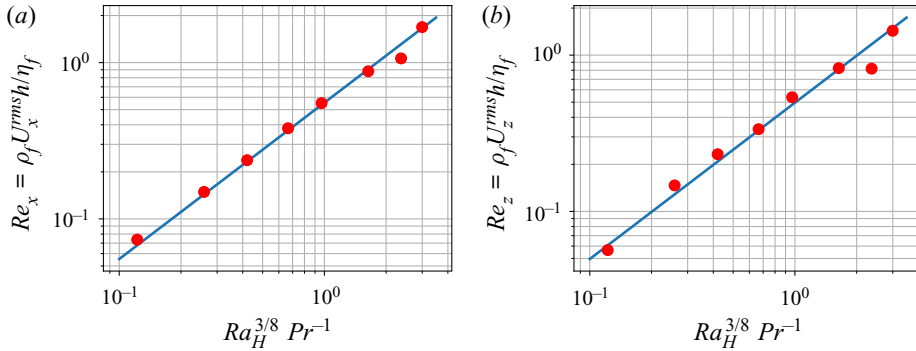 (a)
10^0
10^{-1}
Re_x = ρ_f U_x^{rms} h/η_f
10^{-1}
10^0
Ra_H^{3/8} Pr^{-1}
(b)
10^0
10^{-1}
Re_z = ρ_f U_z^{rms} h/η_f
10^{-1}
10^0
Ra_H^{3/8} Pr^{-1}